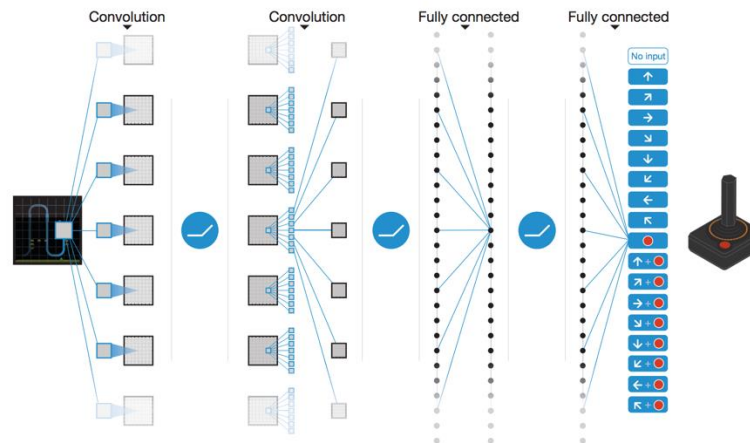 Convolution
Convolution
Fully connected
Fully connected
No input
+
+
+
+
+
+
+
+